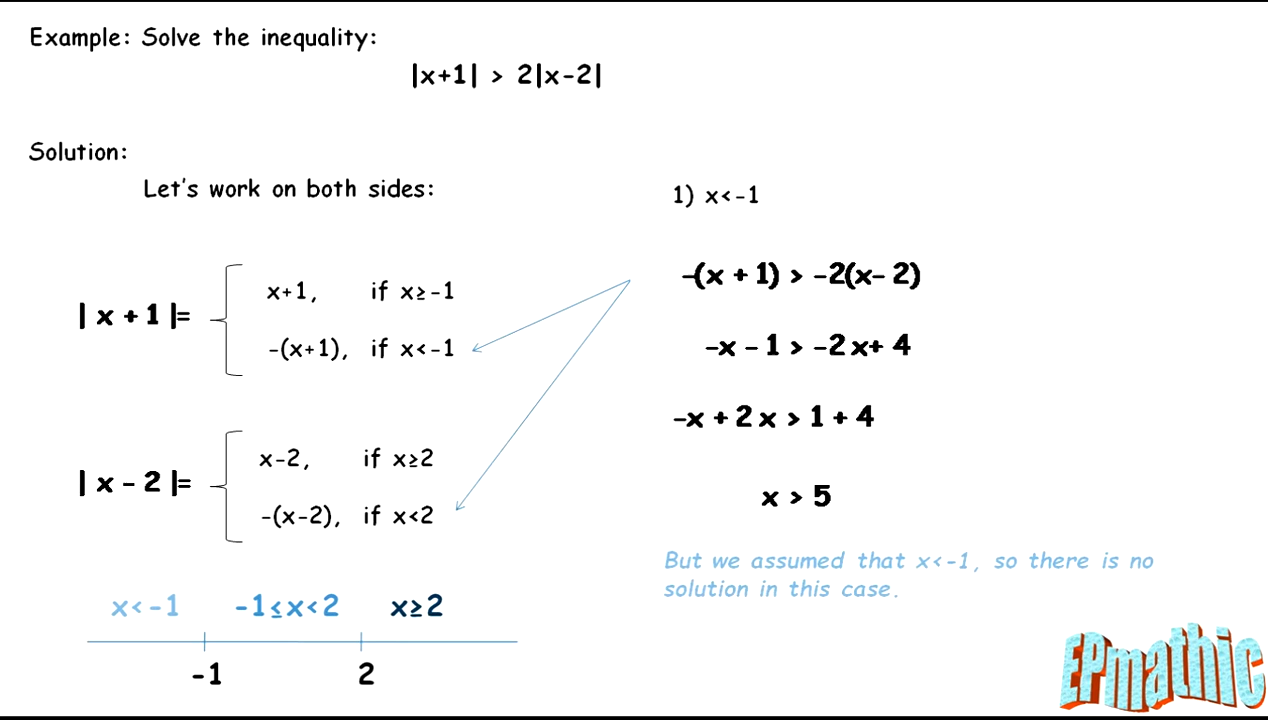 Example: Solve the inequality:
|x+1| > 2|x-2|
Solution:
Let's work on both sides:
| x + 1 |=
x+1, if x≥-1
-(x+1), if x<-1
| x - 2 |=
x-2, if x≥2
-(x-2), if x<2
x<-1 -1≤x<2 x≥2
-1 2
1) x<-1
-(x + 1) > -2(x- 2)
-x - 1 > -2x+ 4
-x + 2x > 1 + 4
x > 5
But we assumed that x<-1, so there is no
solution in this case.
EPmathic